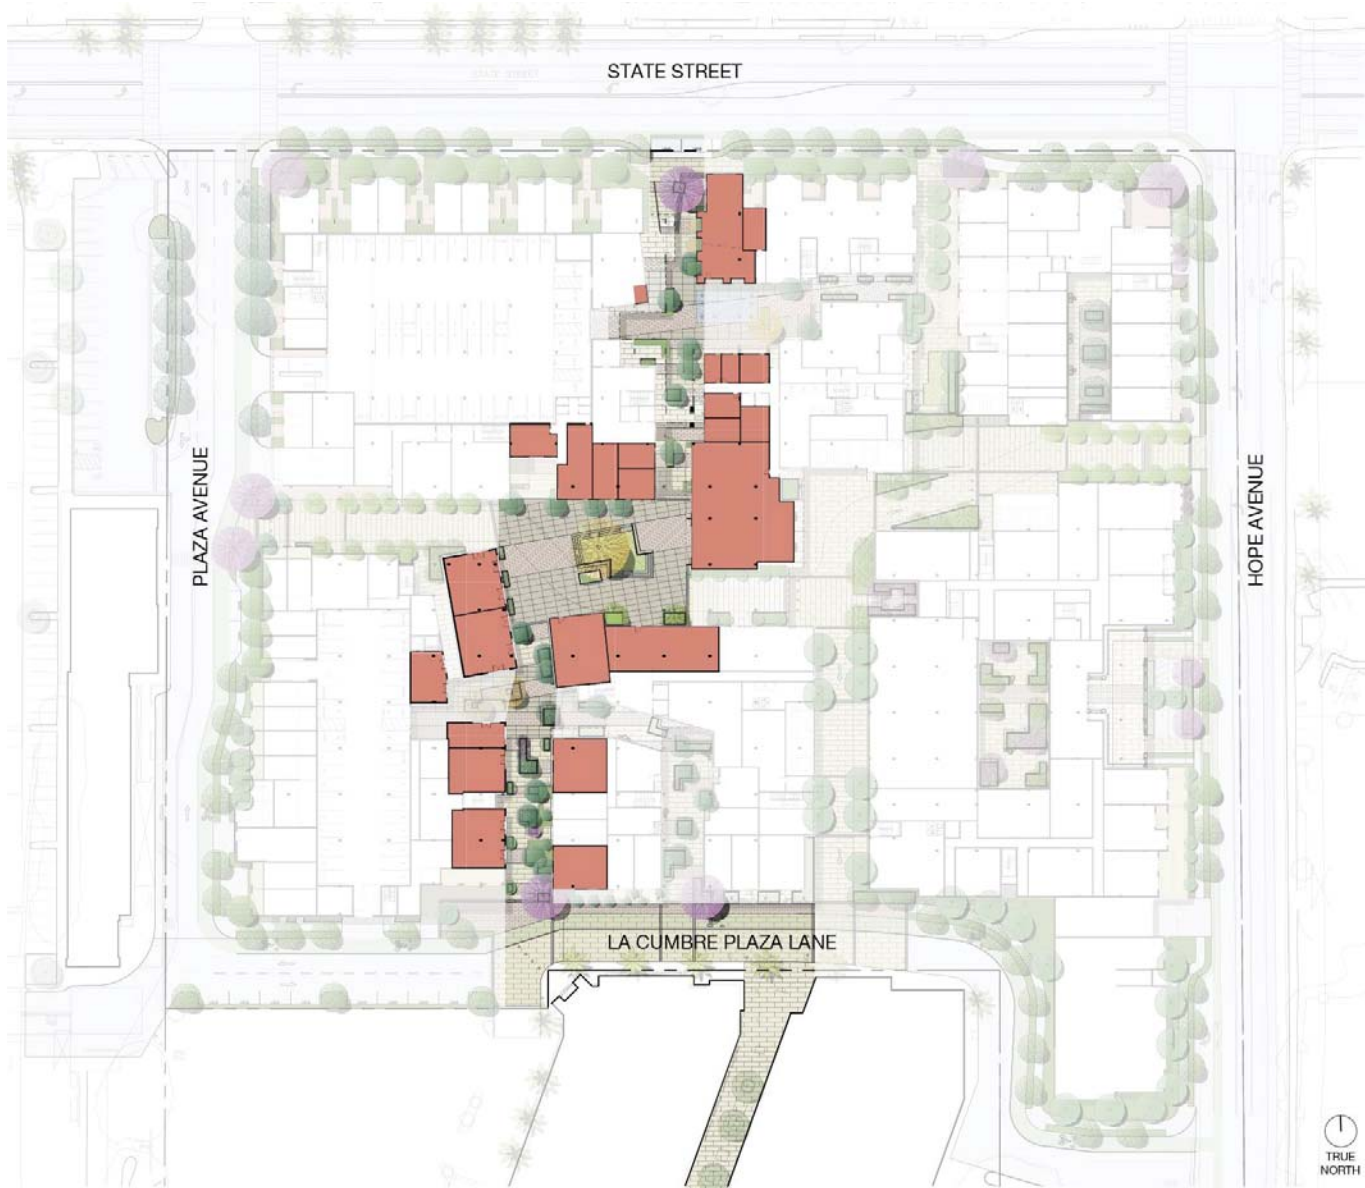 STATE STREET
PLAZA AVENUE
HOPE AVENUE
LA CUMBRE PLAZA LANE
TRUE
NORTH